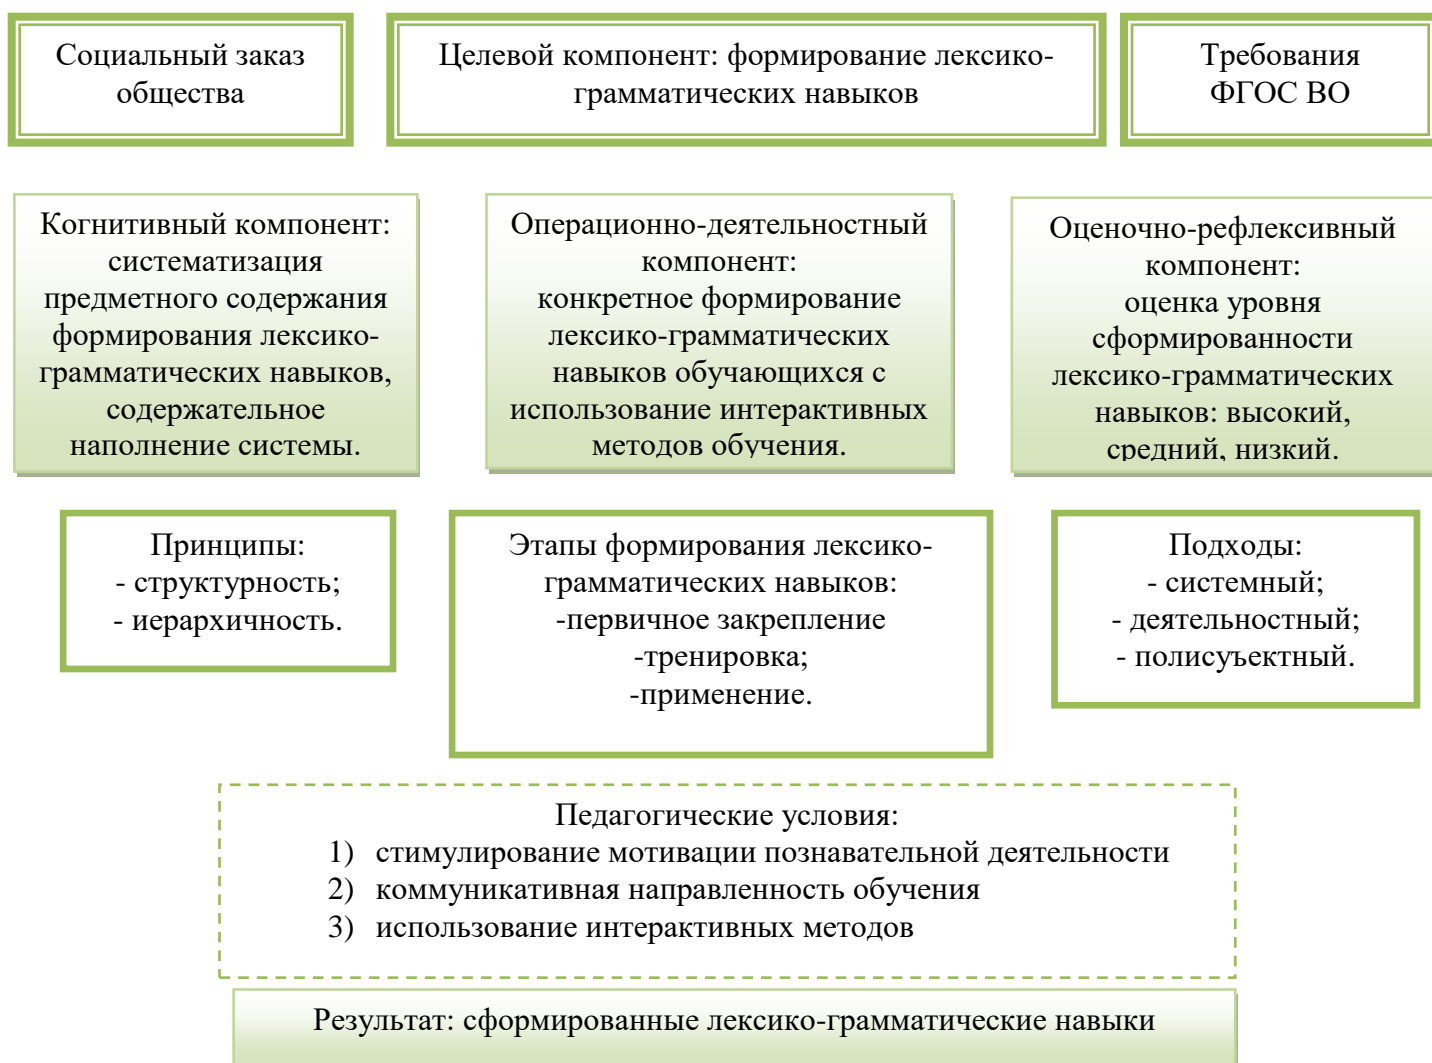 Социальный заказ
общества
Целевой компонент: формирование лексико-
грамматических навыков
Требования
ФГОС ВО
Когнитивный компонент:
систематизация
предметного содержания
формирования лексико-
грамматических навыков,
содержательное
наполнение системы.
Операционно-деятельностный
компонент:
конкретное формирование
лексико-грамматических
навыков обучающихся с
использование интерактивных
методов обучения.
Оценочно-рефлексивный
компонент:
оценка уровня
сформированности
лексико-грамматических
навыков: высокий,
средний, низкий.
Принципы:
- структурность;
- иерархичность.
Этапы формирования лексико-
грамматических навыков:
-первичное закрепление
-тренировка;
-применение.
Подходы:
- системный;
- деятельностный;
- полисуъектный.
Педагогические условия:
1) стимулирование мотивации познавательной деятельности
2) коммуникативная направленность обучения
3) использование интерактивных методов
Результат: сформированные лексико-грамматические навыки